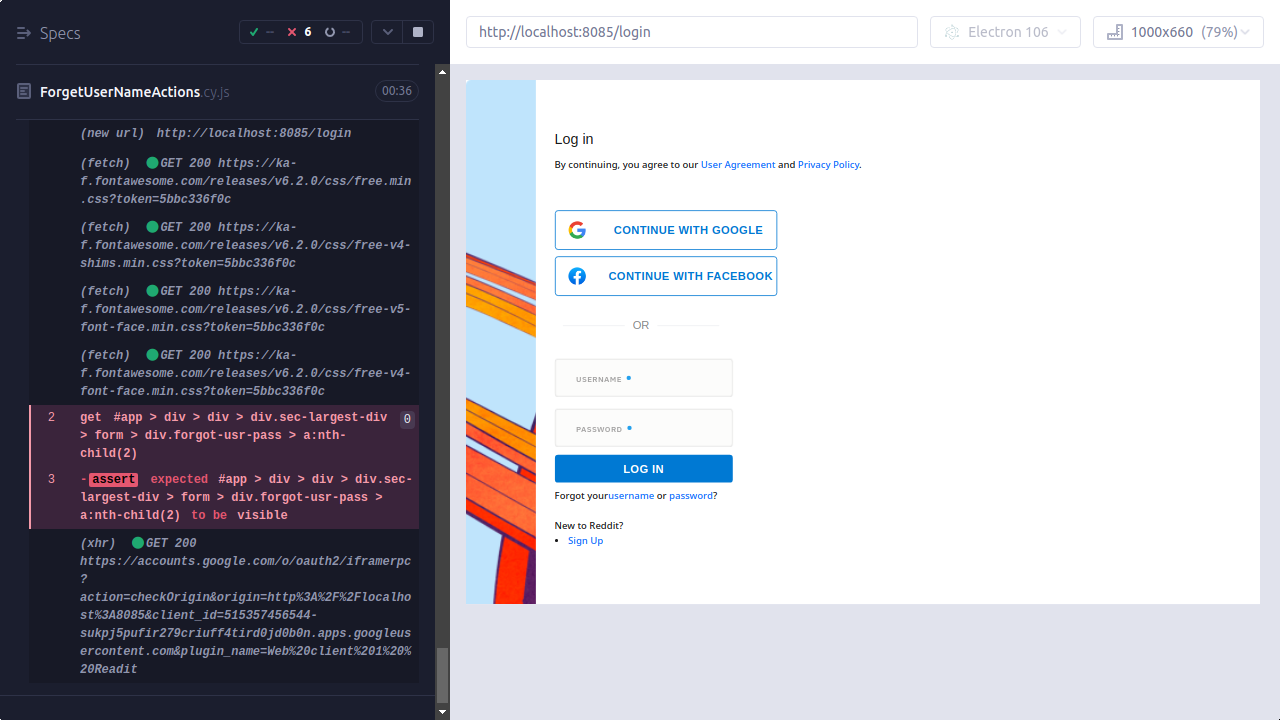 Specs
--
6
--
ForgetUserNameActions.cy.js
00:36
(new url) http://localhost:8085/login
(fetch) GET 200 https://ka-
f.fontawesome.com/releases/v6.2.0/css/free.min
.css?token=5bbc336f0c
(fetch) GET 200 https://ka-
f.fontawesome.com/releases/v6.2.0/css/free-v4-
shims.min.css?token=5bbc336f0c
(fetch) GET 200 https://ka-
f.fontawesome.com/releases/v6.2.0/css/free-v5-
font-face.min.css?token=5bbc336f0c
(fetch) GET 200 https://ka-
f.fontawesome.com/releases/v6.2.0/css/free-v4-
font-face.min.css?token=5bbc336f0c
2 get #app > div > div > div.sec-largest-div 0
> form > div.forgot-usr-pass > a:nth-
child(2)
3 -assert expected #app > div > div > div.sec-
largest-div > form > div.forgot-usr-pass >
a:nth-child(2) to be visible
(xhr) GET 200
https://accounts.google.com/o/oauth2/iframerpc
?
action=checkOrigin&origin=http%3A%2F%2Flocalho
st%3A8085&client_id=515357456544-
sukpj5pufir279criuff4tird0jd0b0n.apps.googleus
ercontent.com&plugin_name=Web%20client%201%20%
20Readit
http://localhost:8085/login
Electron 106
1000x660 (79%)
Log in
By continuing, you agree to our User Agreement and Privacy Policy.
CONTINUE WITH GOOGLE
CONTINUE WITH FACEBOOK
OR
USERNAME
PASSWORD
LOG IN
Forgot yourusername or password?
New to Reddit?
• Sign Up